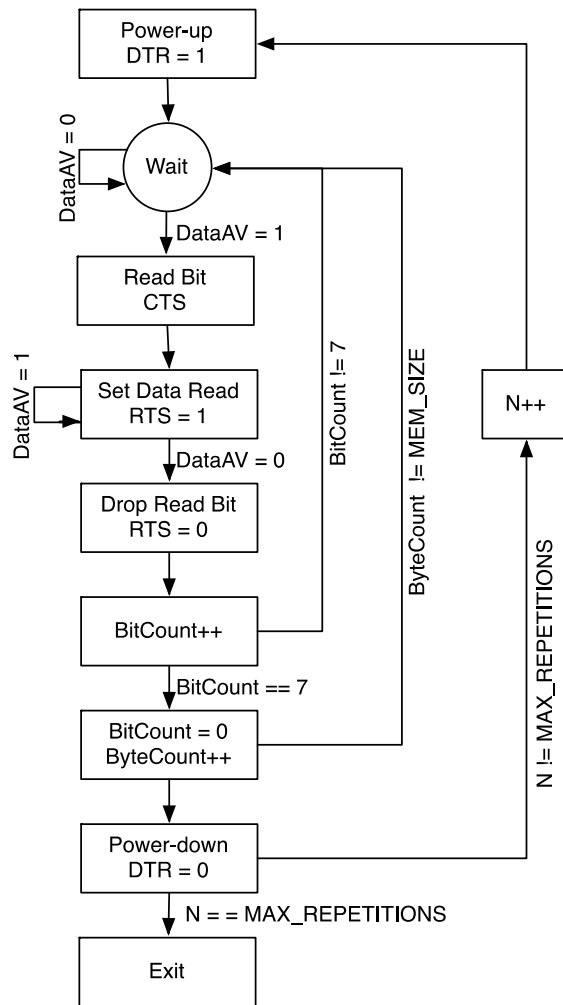 Power-up
DTR = 1
DataAV = 0
Wait
DataAV = 1
Read Bit
CTS
DataAV = 1
Set Data Read
RTS = 1
DataAV = 0
Drop Read Bit
RTS = 0
BitCount++
BitCount != 7
ByteCount != MEM_SIZE
N++
N != MAX_REPETITIONS
BitCount == 7
BitCount = 0
ByteCount++
Power-down
DTR = 0
N = = MAX_REPETITIONS
Exit